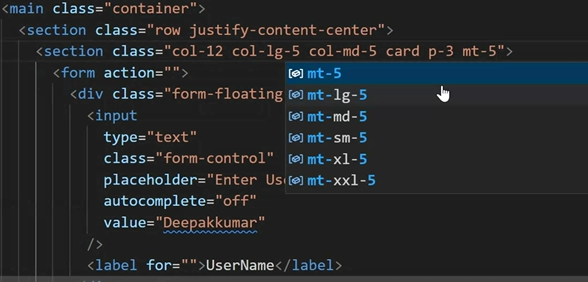 <main class="container">
<section class="row justify-content-center">
<section class="col-12 col-lg-5 col-md-5 card p-3 mt-5">
<form action="">
mt-5
<div class="form-floating
mt-lg-5
<input
mt-md-5
type="text"
mt-sm-5
class="form-control"
mt-xl-5
placeholder="Enter Use
mt-xxl-5
autocomplete="off"
value="Deepakkumar"
/>
<label for="">UserName</label>